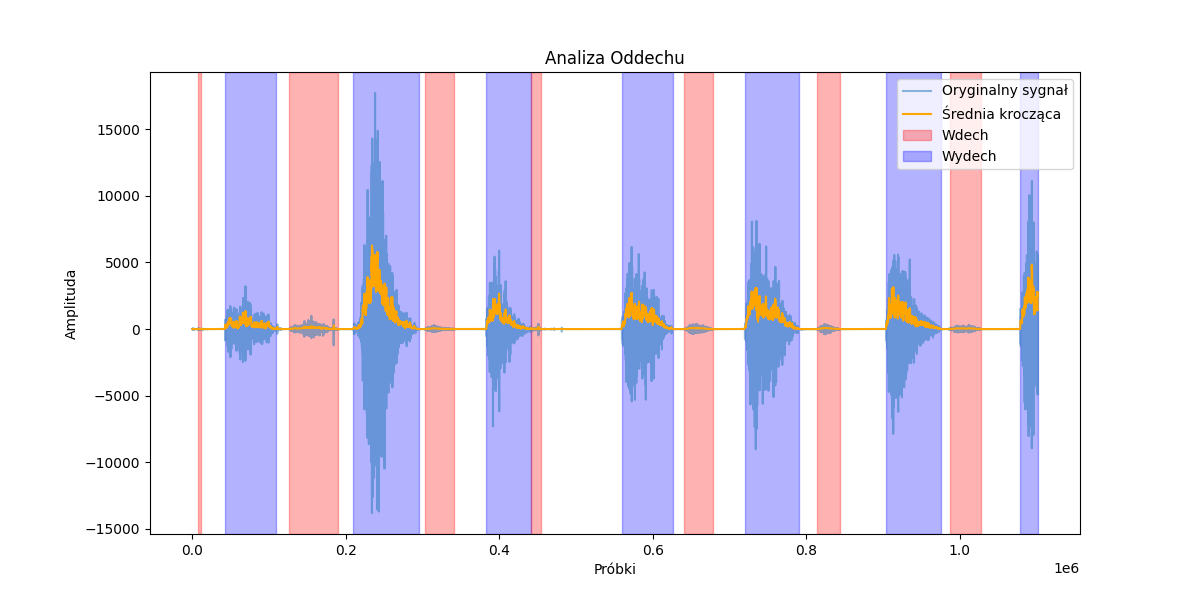 Analiza Oddechu
Oryginalny sygnał
Średnia krocząca
Wdech
Wydech
Amplituda
15000
10000
5000
0
−5000
−10000
−15000
0.0 0.2 0.4 0.6 0.8 1.0
1e6
Próbki